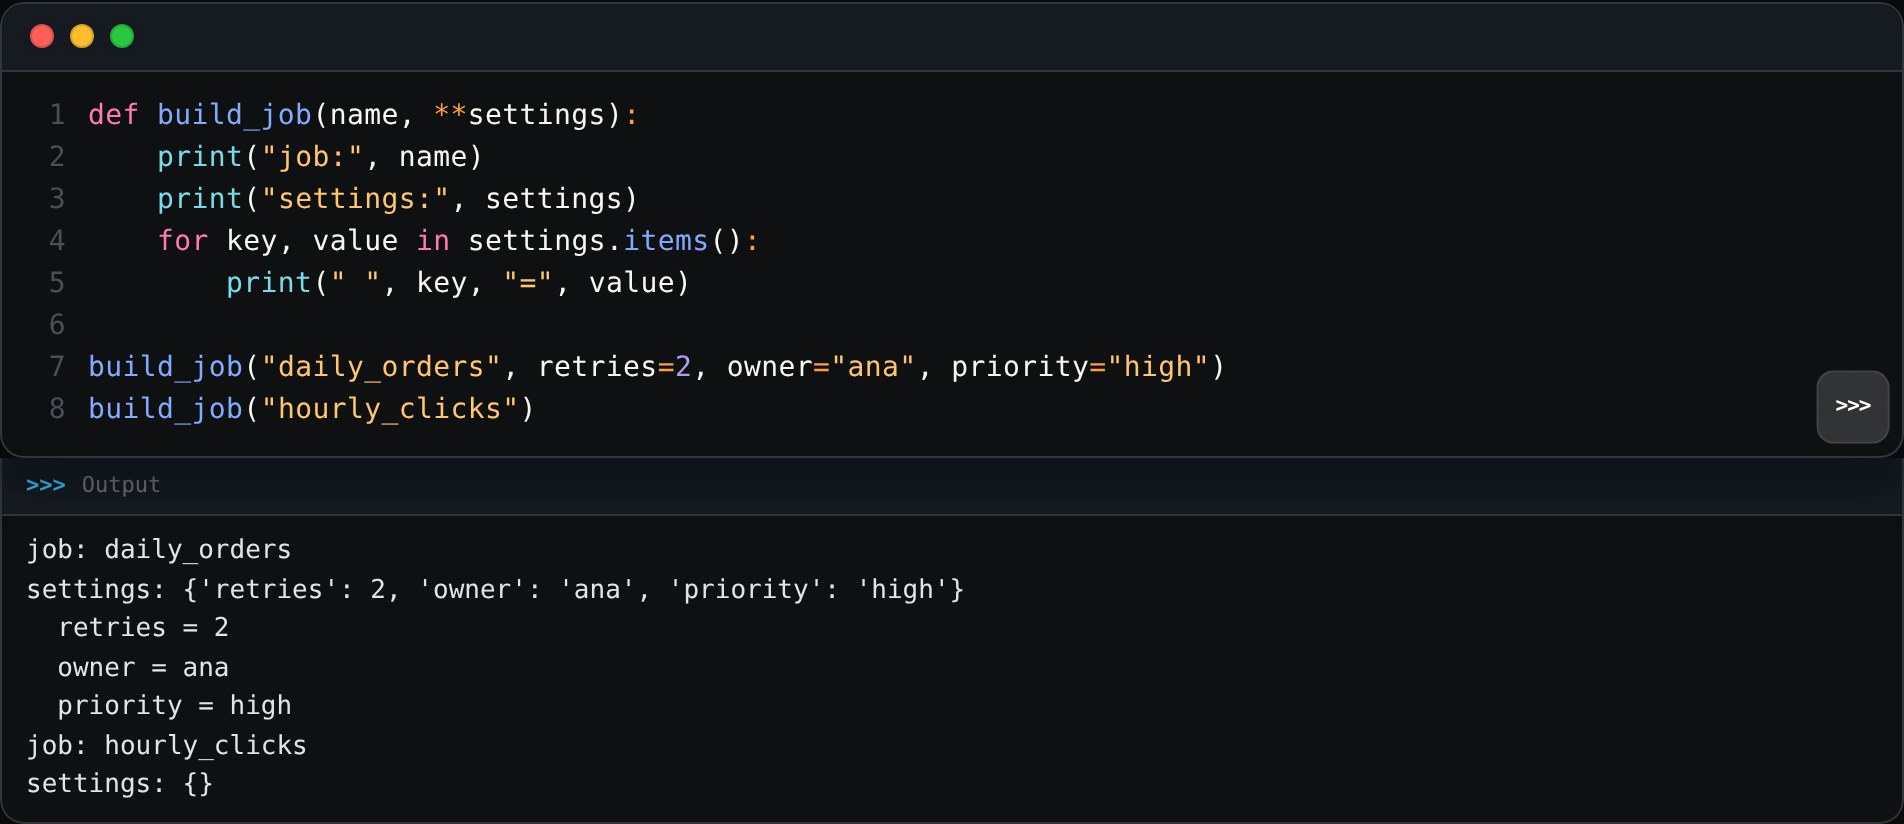 1 def build_job(name, **settings):
2     print("job:", name)
3     print("settings:", settings)
4     for key, value in settings.items():
5         print(" ", key, "=", value)
6
7 build_job("daily_orders", retries=2, owner="ana", priority="high")
8 build_job("hourly_clicks")
>>>
>>> Output
job: daily_orders
settings: {'retries': 2, 'owner': 'ana', 'priority': 'high'}
  retries = 2
  owner = ana
  priority = high
job: hourly_clicks
settings: {}